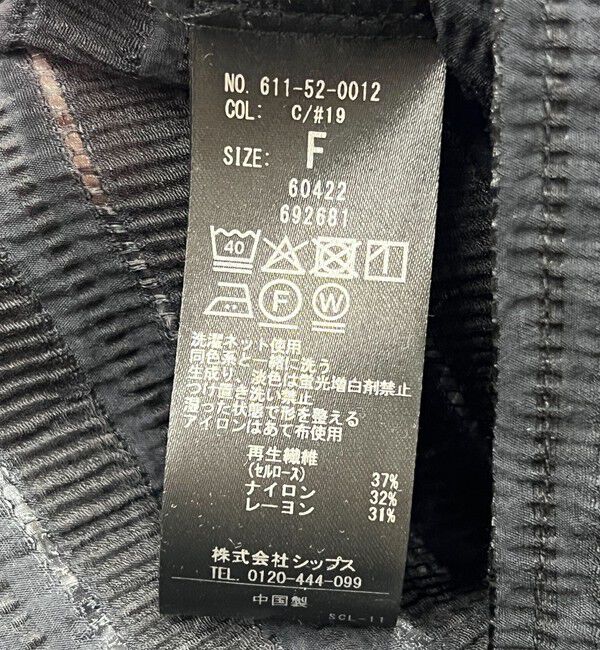 NO. 611-52-0012
COL: C/#19
SIZE: F
60422
692681
40
F
W
洗濯ネット使用
同色系と一緒に洗う
生成り、淡色は蛍光増白剤禁止
つけ置き洗い禁止
湿った状態で形を整える
アイロンはあて布使用
再生繊維
(セルロース) 37%
ナイロン 32%
レーヨン 31%
株式会社シップス
TEL. 0120-444-099
中国製
SCL-11